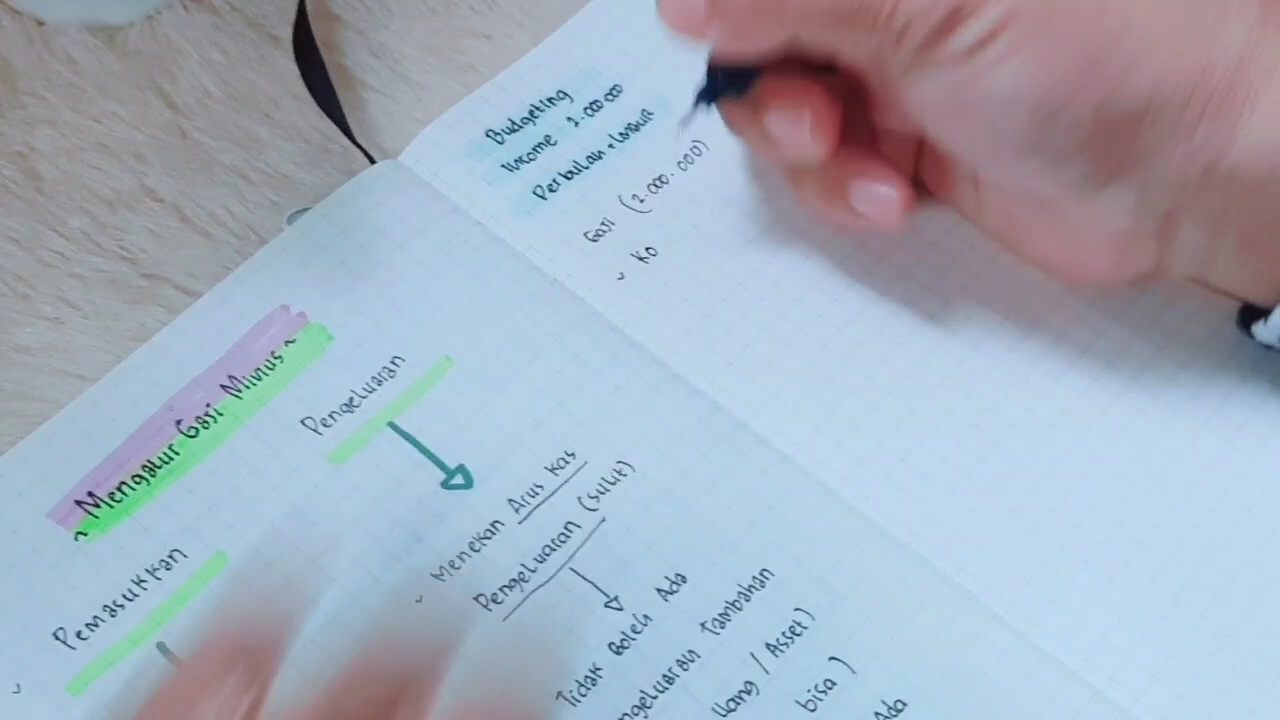 ~ Mengatur Gaji Minus ~
Pemasukkan
Pengeluaran
Menekan Arus Kas
Pengeluaran (sulit)
Tidak Boleh Ada
Tambahan
Uang / Asset)
bisa)
Ada
Budgeting
Income 2.000.000
Perbulan + Lembur
Gaji (2.000.000)
Ko